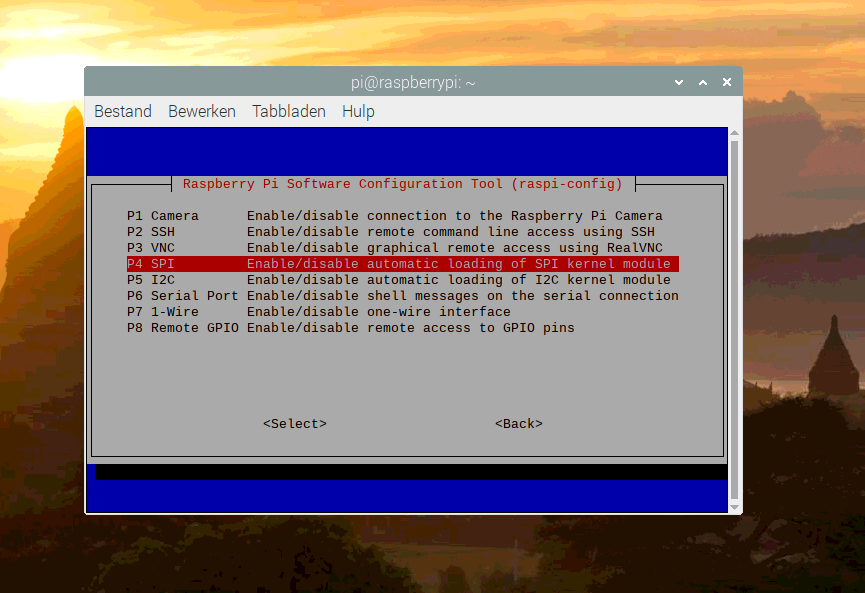 pi@raspberrypi: ~
Bestand Bewerken Tabbladen Hulp
Raspberry Pi Software Configuration Tool (raspi-config)
P1 Camera Enable/disable connection to the Raspberry Pi Camera
P2 SSH Enable/disable remote command line access using SSH
P3 VNC Enable/disable graphical remote access using RealVNC
P4 SPI Enable/disable automatic loading of SPI kernel module
P5 I2C Enable/disable automatic loading of I2C kernel module
P6 Serial Port Enable/disable shell messages on the serial connection
P7 1-Wire Enable/disable one-wire interface
P8 Remote GPIO Enable/disable remote access to GPIO pins
<Select> <Back>